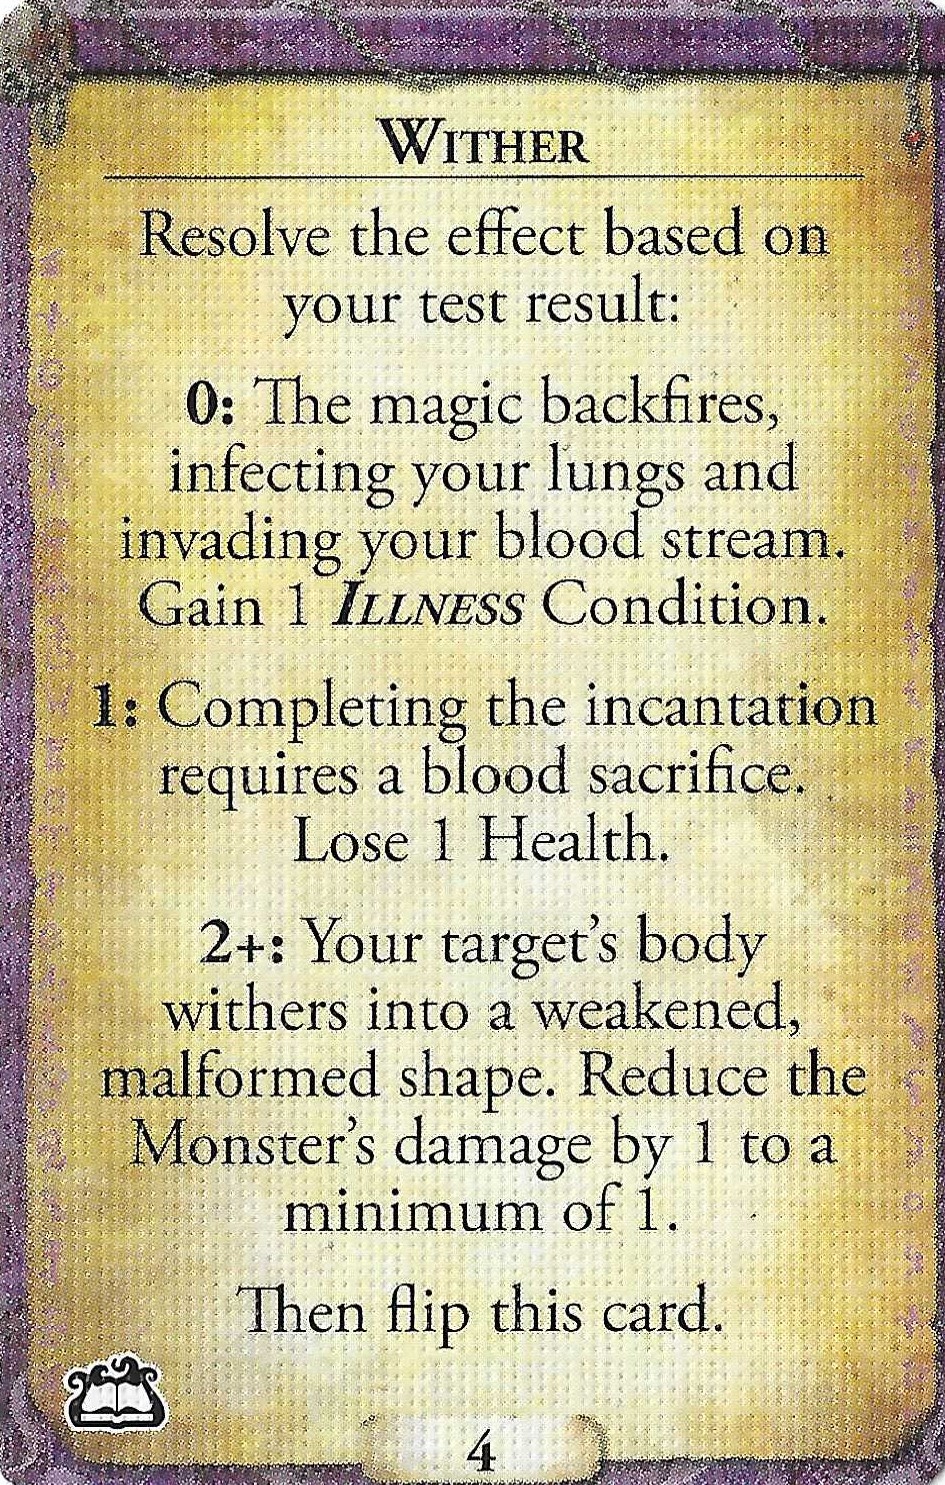 Wither
Resolve the effect based on
your test result:
0: The magic backfires,
infecting your lungs and
invading your blood stream.
Gain 1 Illness Condition.
1: Completing the incantation
requires a blood sacrifice.
Lose 1 Health.
2+: Your target's body
withers into a weakened,
malformed shape. Reduce the
Monster's damage by 1 to a
minimum of 1.
Then flip this card.
4